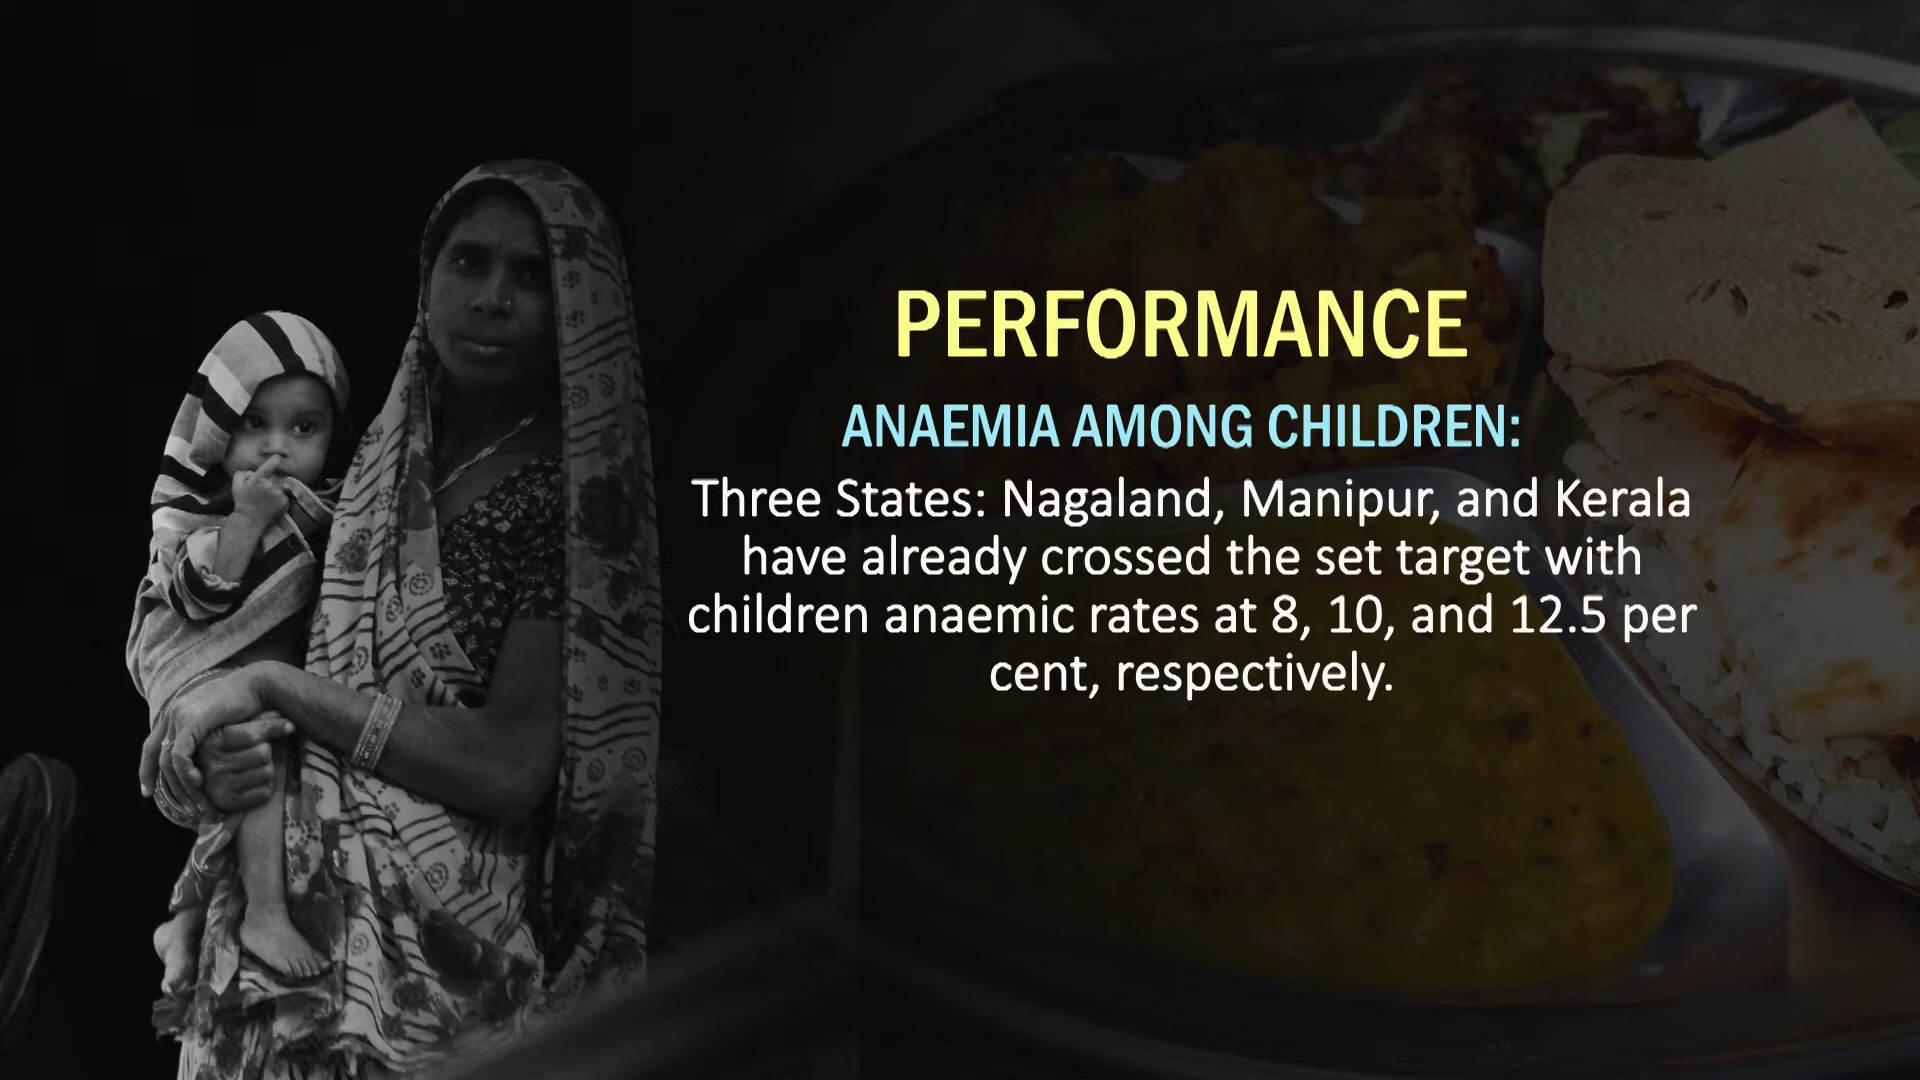 PERFORMANCE
ANAEMIA AMONG CHILDREN:
Three States: Nagaland, Manipur, and Kerala
have already crossed the set target with
children anaemic rates at 8, 10, and 12.5 per
cent, respectively.